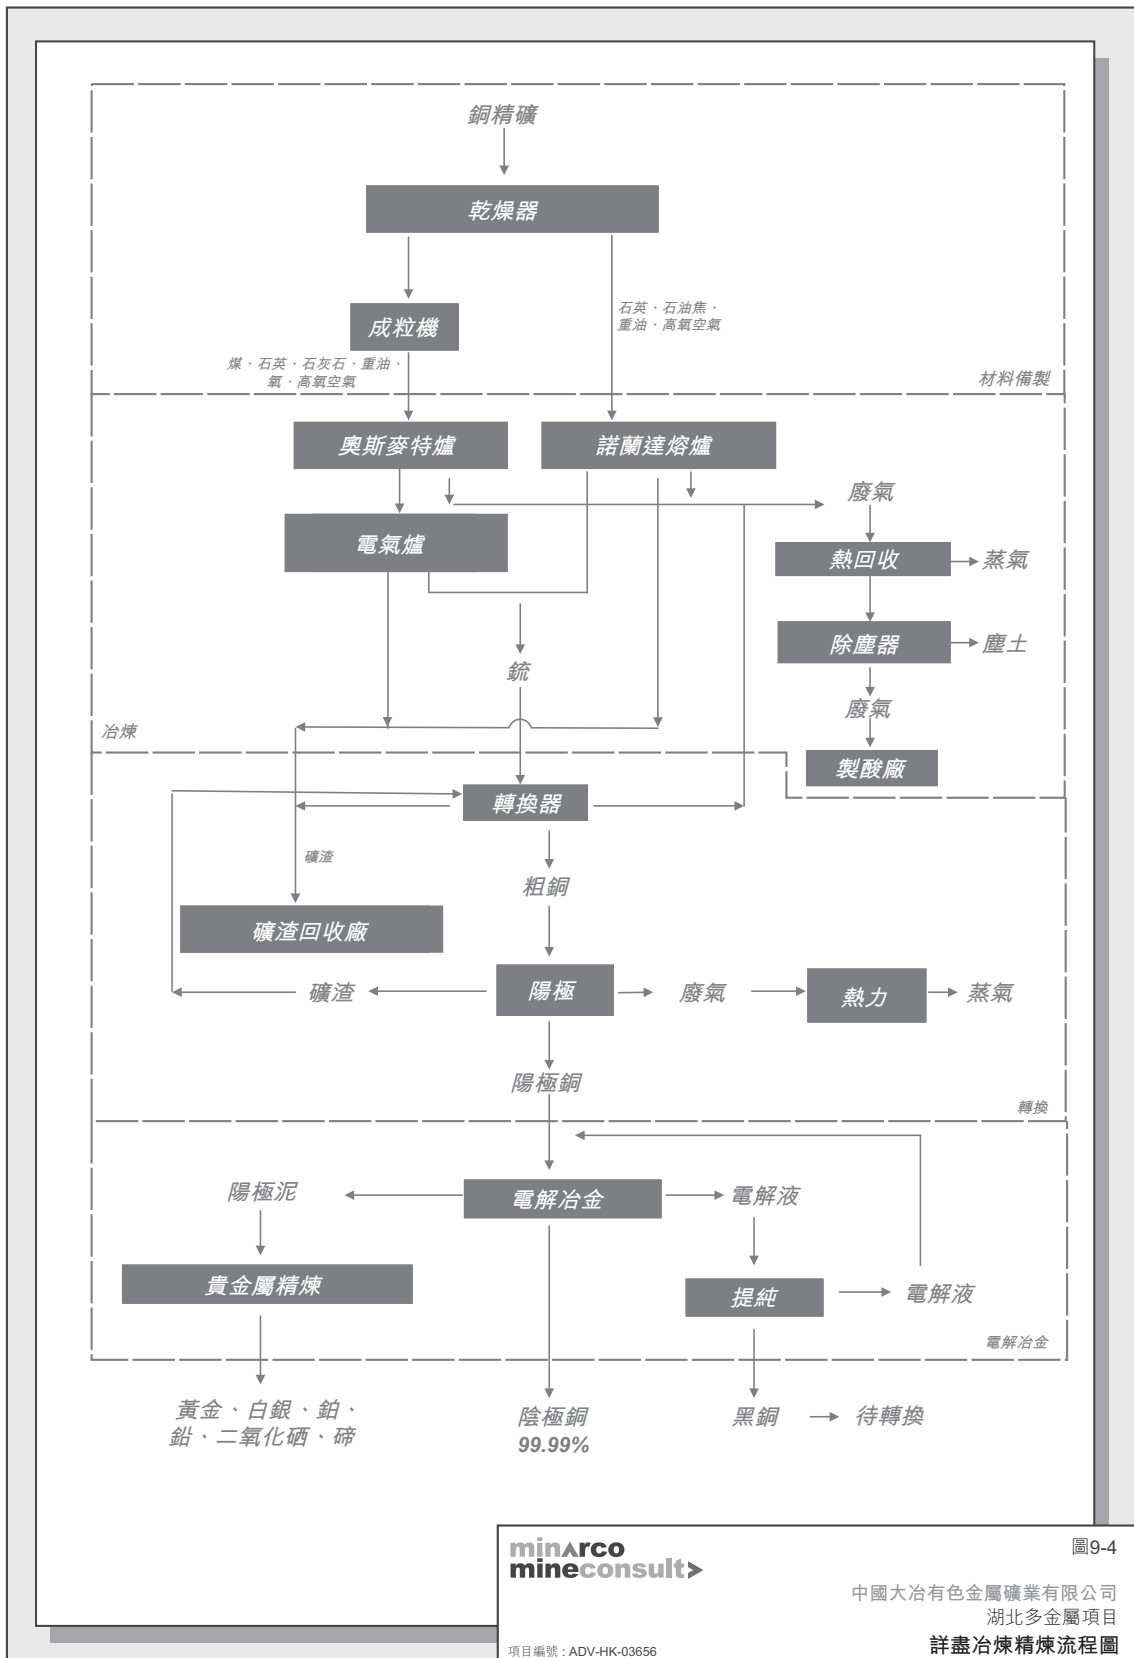 銅精礦
乾燥器
成粒機
石英、石油焦、
重油、高氧空氣
煤、石英、石灰石、重油、
氧、高氧空氣
材料備製
奧斯麥特爐
諾蘭達熔爐
廢氣
電氣爐
熱回收
蒸氣
除塵器
塵土
锍
廢氣
冶煉
製酸廠
轉換器
礦渣
粗銅
礦渣回收廠
礦渣
陽極
廢氣
熱力
蒸氣
陽極銅
轉換
陽極泥
電解冶金
電解液
貴金屬精煉
提純
電解液
電解冶金
黃金、白銀、鉑、
鉛、二氧化硒、碲
陰極銅
99.99%
黑銅
待轉換
minarco
mineconsult
圖9-4
中國大冶有色金屬礦業有限公司
湖北多金屬項目
項目編號 : ADV-HK-03656
詳盡冶煉精煉流程圖